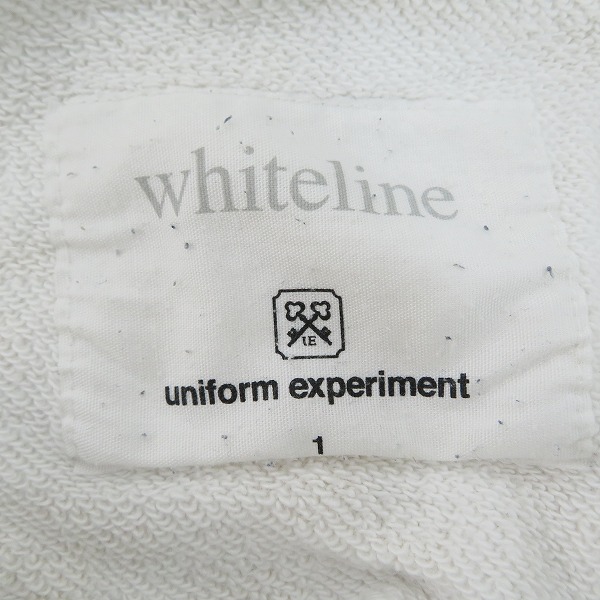 whiteline
UE
uniform experiment
1